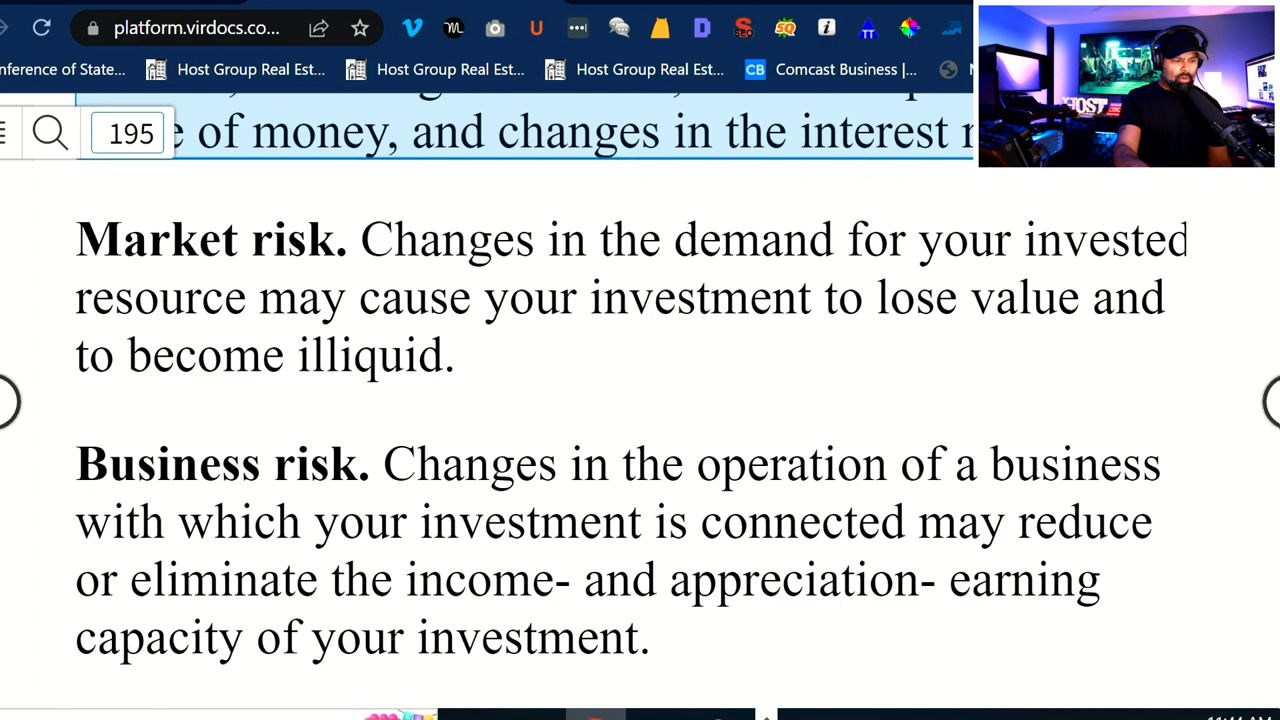 platform.virdocs.co...
SEO
SQ
nference of State...
Host Group Real Est...
Host Group Real Est...
Host Group Real Est...
CB
Comcast Business |...
HOST
195
e of money, and changes in the interest
Market risk. Changes in the demand for your invested
resource may cause your investment to lose value and
to become illiquid.
Business risk. Changes in the operation of a business
with which your investment is connected may reduce
or eliminate the income- and appreciation- earning
capacity of your investment.